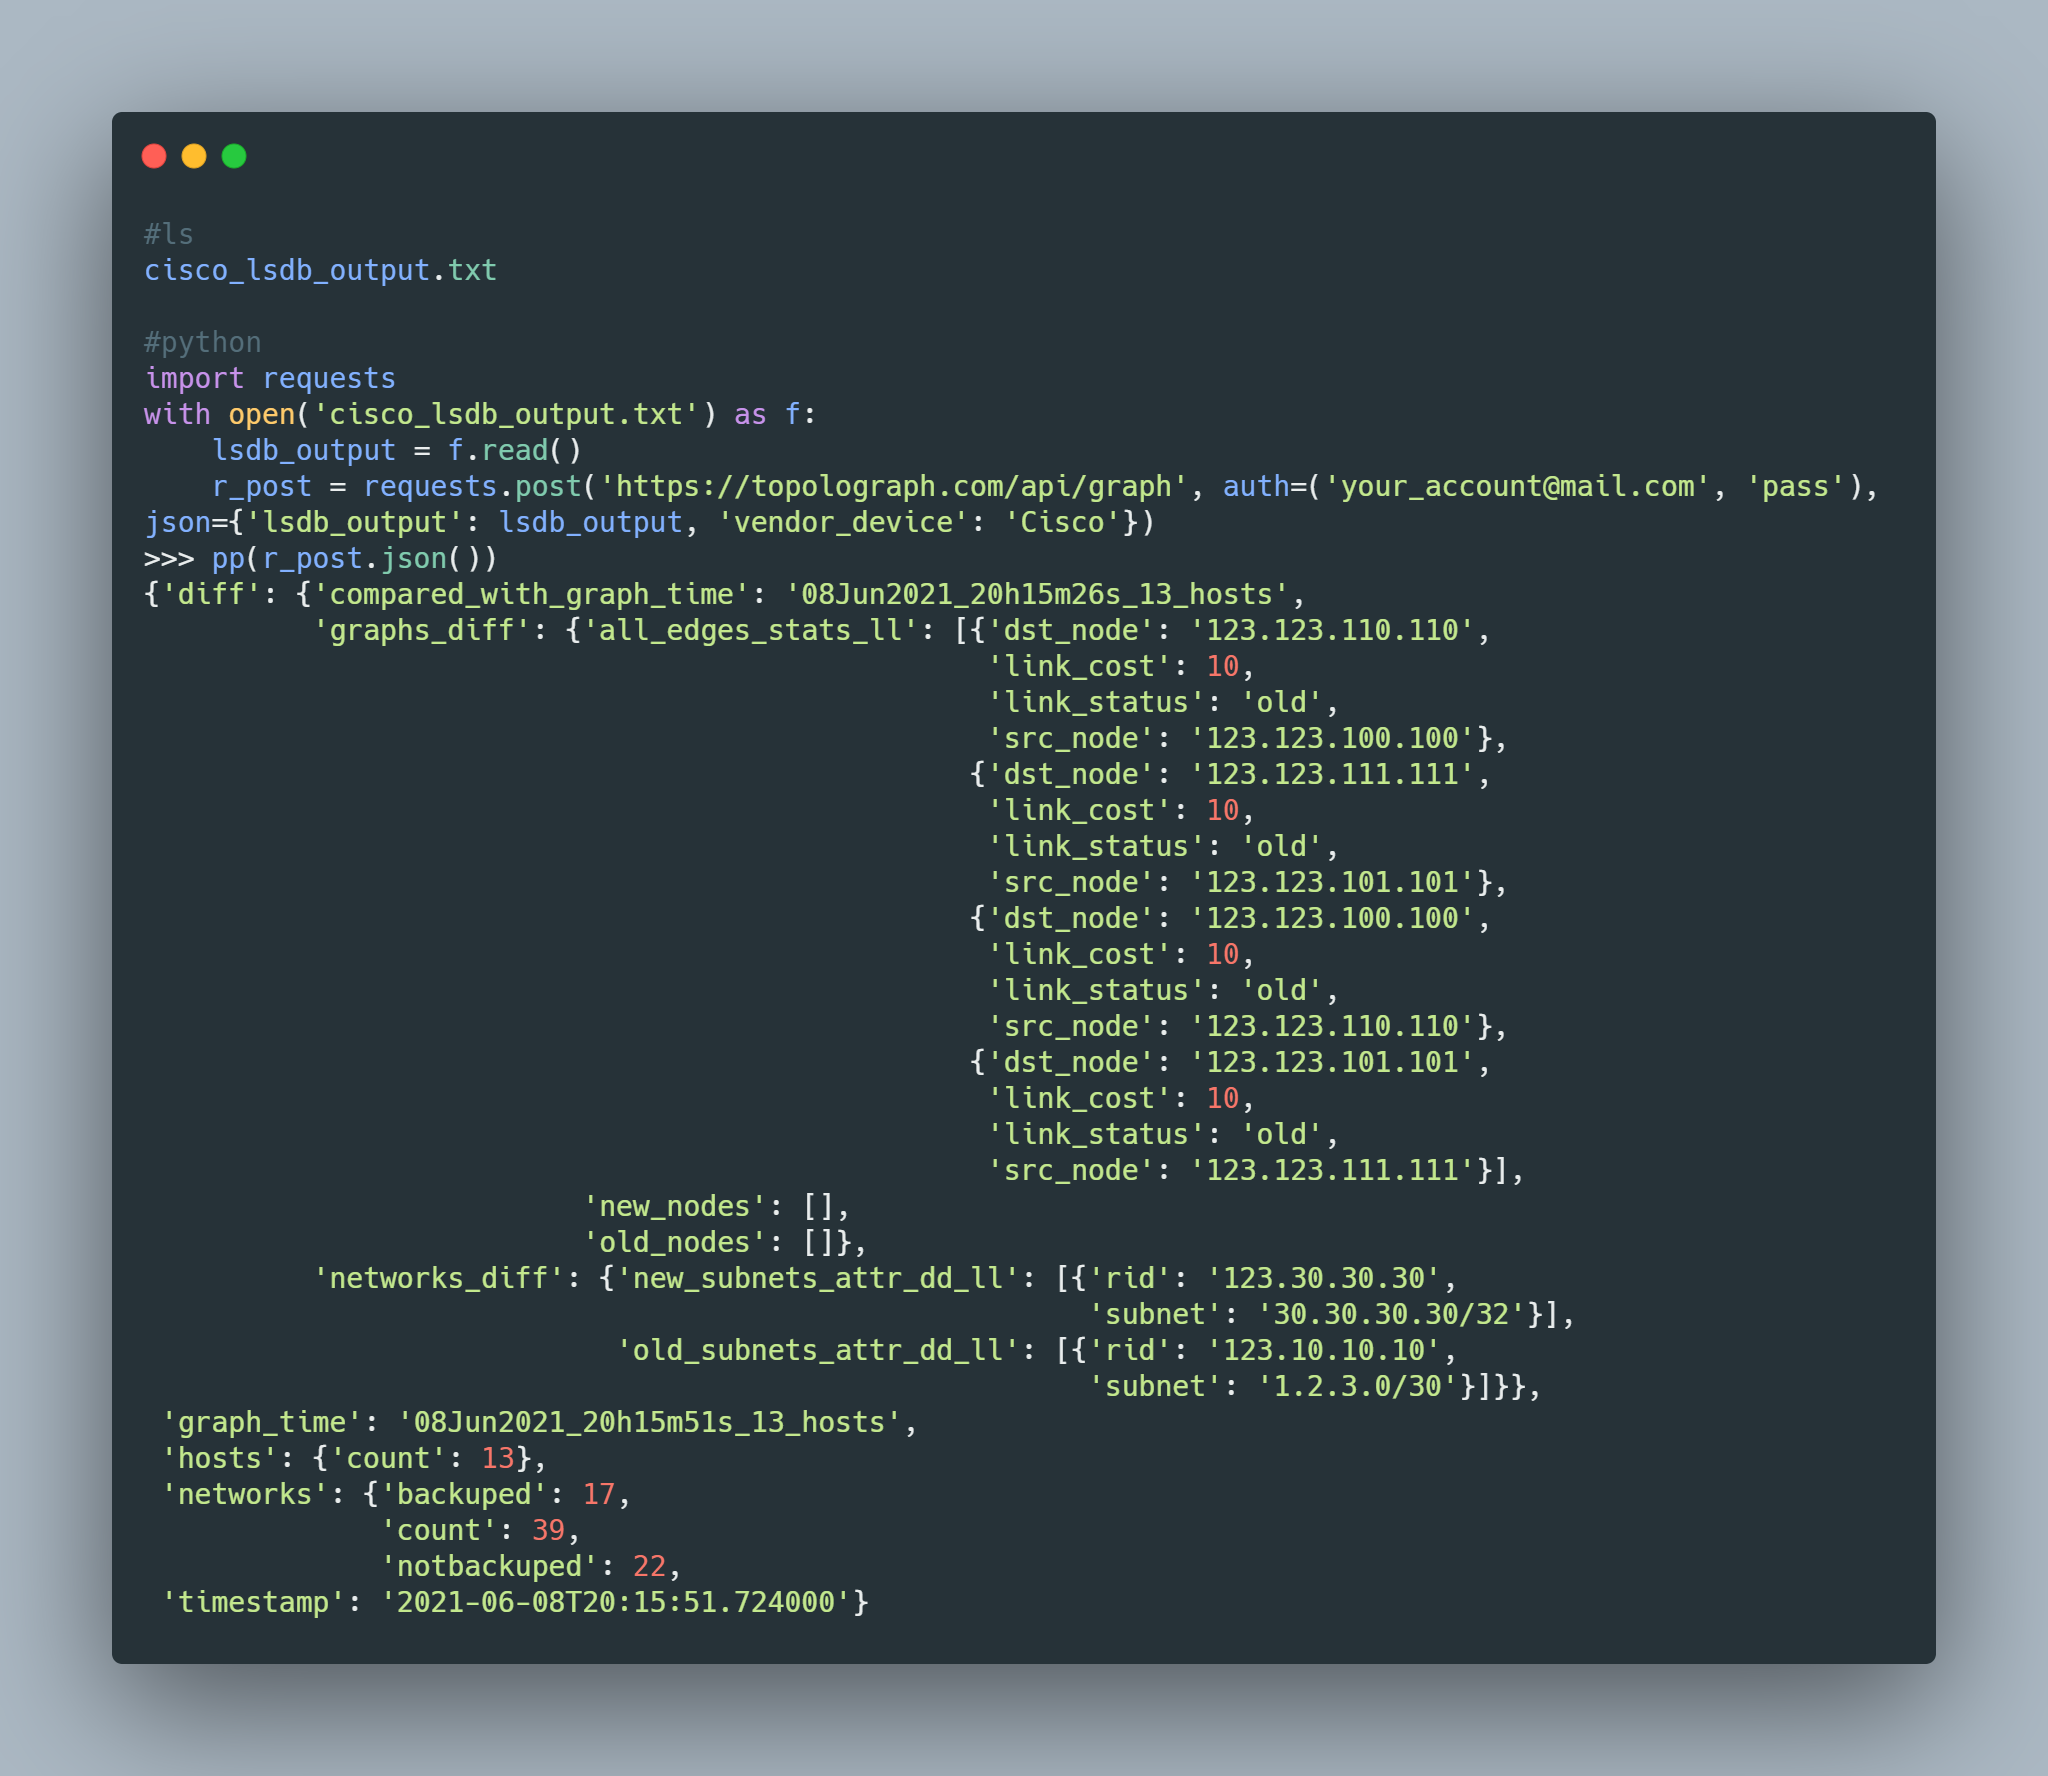 #ls
cisco_lsdb_output.txt

#python
import requests
with open('cisco_lsdb_output.txt') as f:
    lsdb_output = f.read()
    r_post = requests.post('https://topolograph.com/api/graph', auth=('your_account@mail.com', 'pass'),
json={'lsdb_output': lsdb_output, 'vendor_device': 'Cisco'})
>>> pp(r_post.json())
{'diff': {'compared_with_graph_time': '08Jun2021_20h15m26s_13_hosts',
          'graphs_diff': {'all_edges_stats_ll': [{'dst_node': '123.123.110.110',
                                                  'link_cost': 10,
                                                  'link_status': 'old',
                                                  'src_node': '123.123.100.100'},
                                                 {'dst_node': '123.123.111.111',
                                                  'link_cost': 10,
                                                  'link_status': 'old',
                                                  'src_node': '123.123.101.101'},
                                                 {'dst_node': '123.123.100.100',
                                                  'link_cost': 10,
                                                  'link_status': 'old',
                                                  'src_node': '123.123.110.110'},
                                                 {'dst_node': '123.123.101.101',
                                                  'link_cost': 10,
                                                  'link_status': 'old',
                                                  'src_node': '123.123.111.111'}],
                          'new_nodes': [],
                          'old_nodes': []},
          'networks_diff': {'new_subnets_attr_dd_ll': [{'rid': '123.30.30.30',
                                                        'subnet': '30.30.30.30/32'}],
                            'old_subnets_attr_dd_ll': [{'rid': '123.10.10.10',
                                                        'subnet': '1.2.3.0/30'}]}},
 'graph_time': '08Jun2021_20h15m51s_13_hosts',
 'hosts': {'count': 13},
 'networks': {'backuped': 17,
              'count': 39,
              'notbackuped': 22,
 'timestamp': '2021-06-08T20:15:51.724000'}